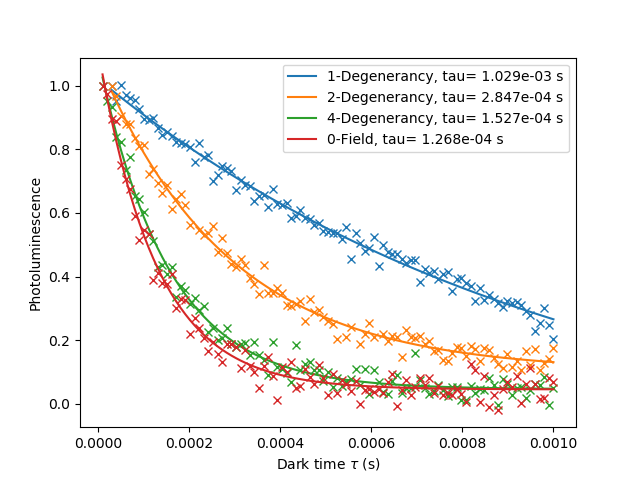 1-Degenerancy, tau= 1.029e-03 s
2-Degenerancy, tau= 2.847e-04 s
4-Degenerancy, tau= 1.527e-04 s
0-Field, tau= 1.268e-04 s
Photoluminescence
1.0
0.8
0.6
0.4
0.2
0.0
0.0000 0.0002 0.0004 0.0006 0.0008 0.0010
Dark time τ (s)